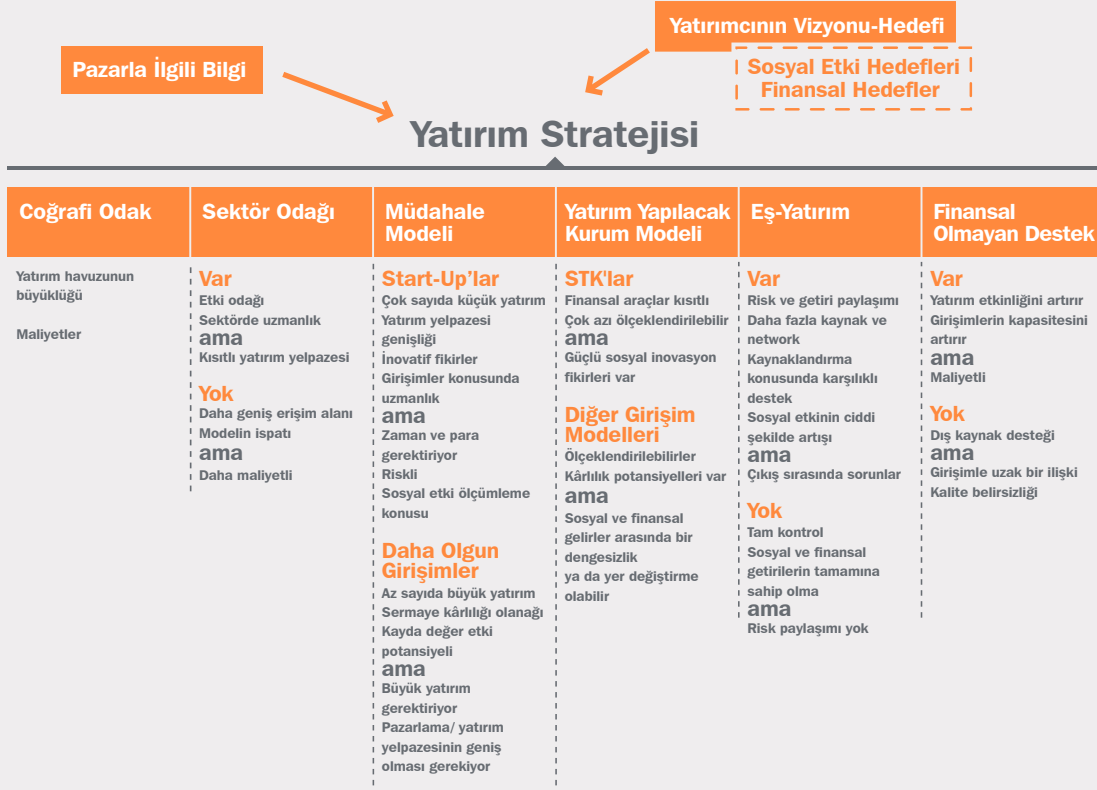 Yatırımcının Vizyonu-Hedefi
Pazarla İlgili Bilgi
Sosyal Etki Hedefleri
Finansal Hedefler
Yatırım Stratejisi
Coğrafi Odak
Yatırım havuzunun
büyüklüğü
Maliyetler
Sektör Odağı
Var
Etki odağı
Sektörde uzmanlık
ama
Kısıtlı yatırım yelpazesi
Yok
Daha geniş erişim alanı
Modelin ispatı
ama
Daha maliyetli
Müdahale
Modeli
Start-Up’lar
Çok sayıda küçük yatırım
Yatırım yelpazesi
genişliği
İnovatif fikirler
Girişimler konusunda
uzmanlık
ama
Zaman ve para
gerektiriyor
Riskli
Sosyal etki ölçümleme
konusu
Daha Olgun
Girişimler
Az sayıda büyük yatırım
Sermaye kârlılığı olanağı
Kayda değer etki
potansiyeli
ama
Büyük yatırım
gerektiriyor
Pazarlama/ yatırım
yelpazesinin geniş
olması gerekiyor
Yatırım Yapılacak
Kurum Modeli
STK'lar
Finansal araçlar kısıtlı
Çok azı ölçeklendirilebilir
ama
Güçlü sosyal inovasyon
fikirleri var
Diğer Girişim
Modelleri
Ölçeklendirilebilirler
Kârlılık potansiyelleri var
ama
Sosyal ve finansal
gelirler arasında bir
dengesizlik
ya da yer değiştirme
olabilir
Eş-Yatırım
Var
Risk ve getiri paylaşımı
Daha fazla kaynak ve
network
Kaynaklandırma
konusunda karşılıklı
destek
Sosyal etkinin ciddi
şekilde artışı
ama
Çıkış sırasında sorunlar
Yok
Tam kontrol
Sosyal ve finansal
getirilerin tamamına
sahip olma
ama
Risk paylaşımı yok
Finansal
Olmayan Destek
Var
Yatırım etkinliğini artırır
Girişimlerin kapasitesini
artırır
ama
Maliyetli
Yok
Dış kaynak desteği
ama
Girişimle uzak bir ilişki
Kalite belirsizliği